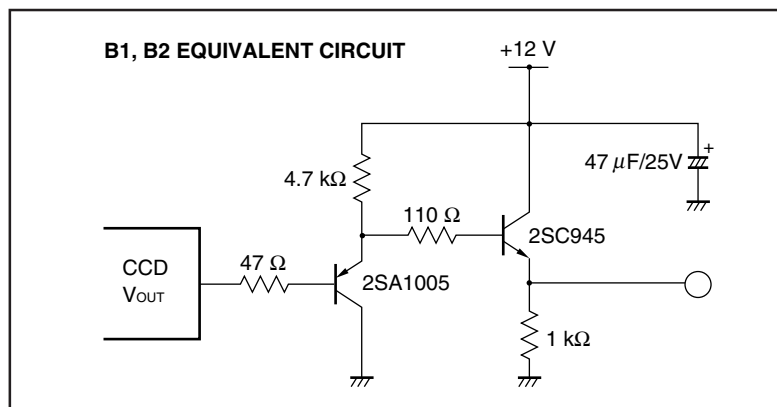 B1, B2 EQUIVALENT CIRCUIT
+12 V
4.7 kΩ
47 μF/25V
+
110 Ω
2SC945
CCD
VOUT
47 Ω
2SA1005
1 kΩ